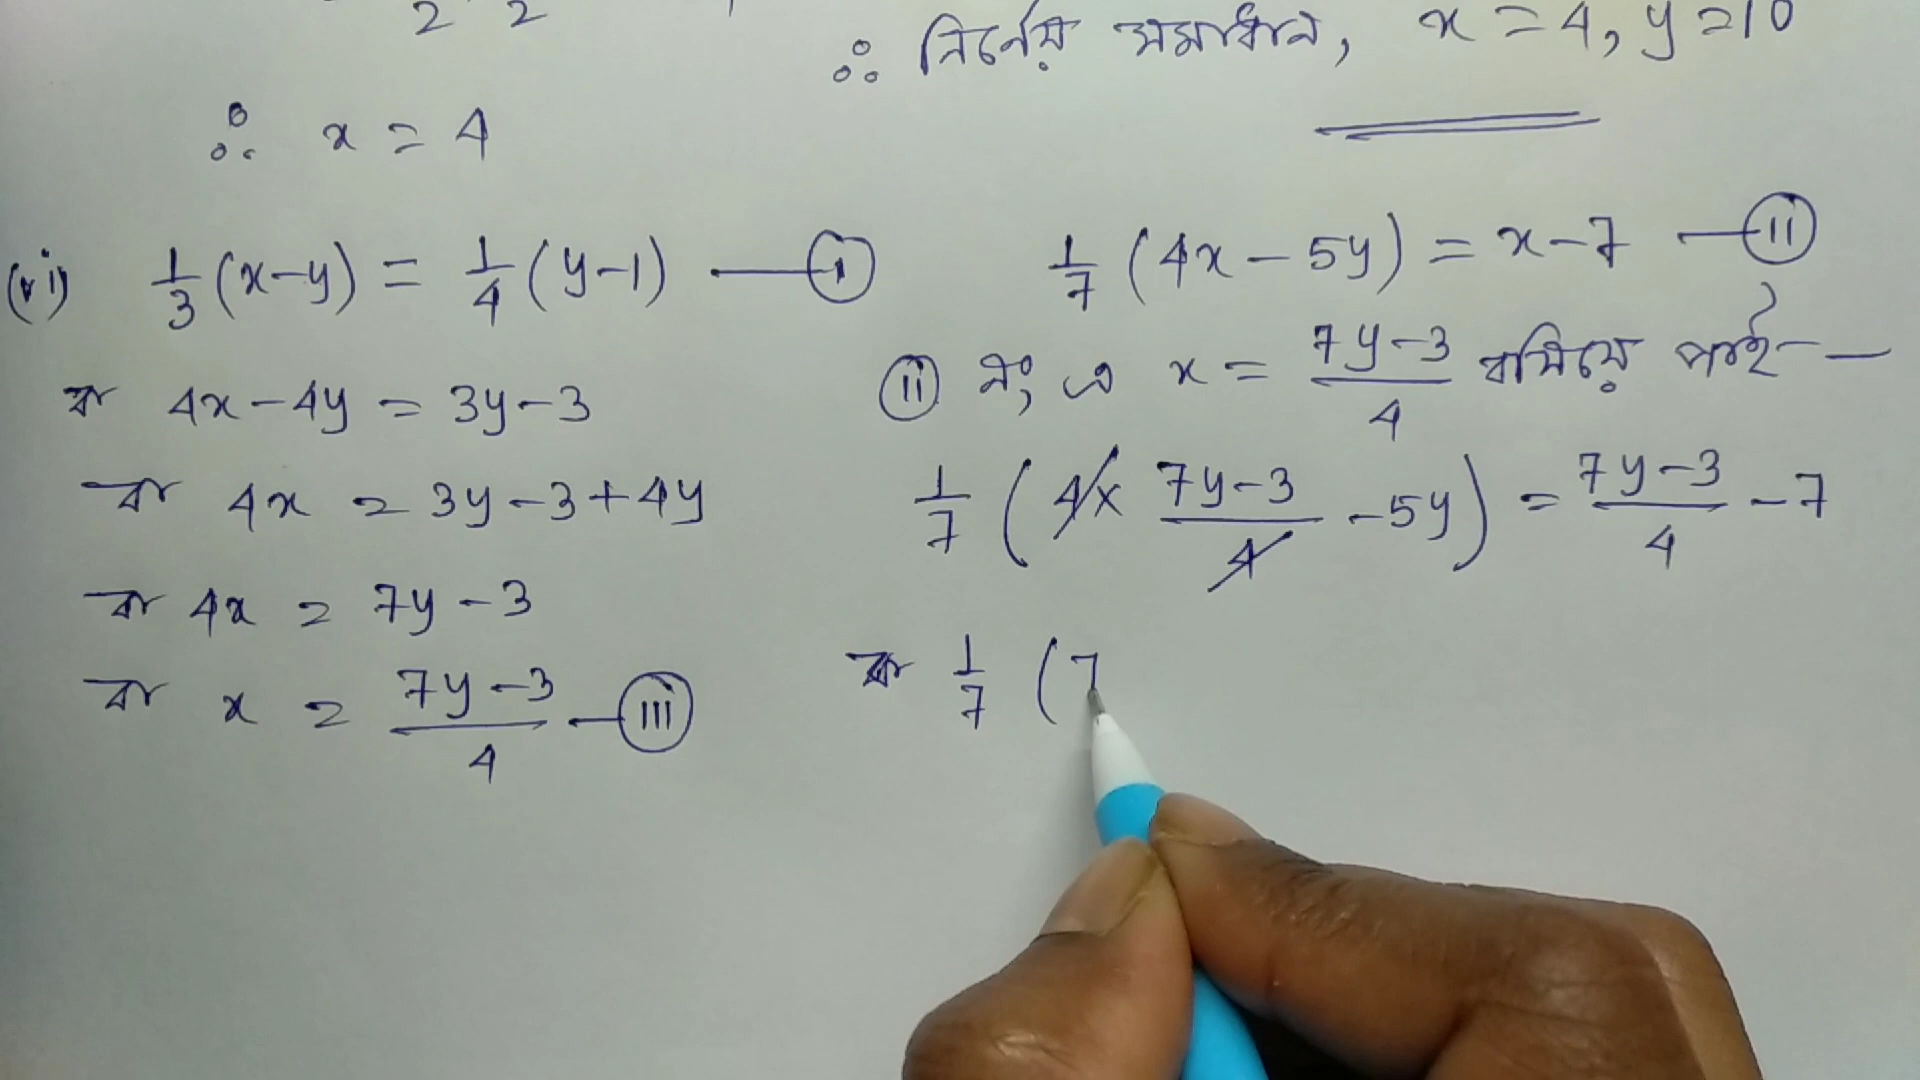 2 2
∴ x = 4
∴ নির্ণেয় সমাধান, x = 4, y = 10
(vi) 1/3 (x-y) = 1/4 (y-1) —— (i)
বা 4x - 4y = 3y - 3
বা 4x = 3y - 3 + 4y
বা 4x = 7y - 3
বা x = (7y - 3)/4 — (iii)
1/7 (4x - 5y) = x - 7 — (ii)
(ii) নং এ x = (7y - 3)/4 বসিয়ে পাই —
1/7 (4 × (7y - 3)/4 - 5y) = (7y - 3)/4 - 7
বা 1/7 (7